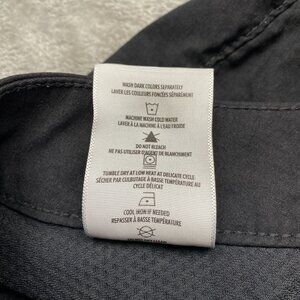 WASH DARK COLORS SEPARATELY
LAVER LES COULEURS FONCÉES SÉPARÉMENT
MACHINE WASH COLD WATER
LAVER À LA MACHINE À L'EAU FROIDE
DO NOT BLEACH
NE PAS UTILISER D'AGENT DE BLANCHIMENT
TUMBLE DRY AT LOW HEAT AT DELICATE CYCLE
SÉCHER PAR CULBUTAGE À BASSE TEMPÉRATURE AU
CYCLE DÉLICAT
COOL IRON IF NEEDED
REPASSER À BASSE TEMPÉRATURE